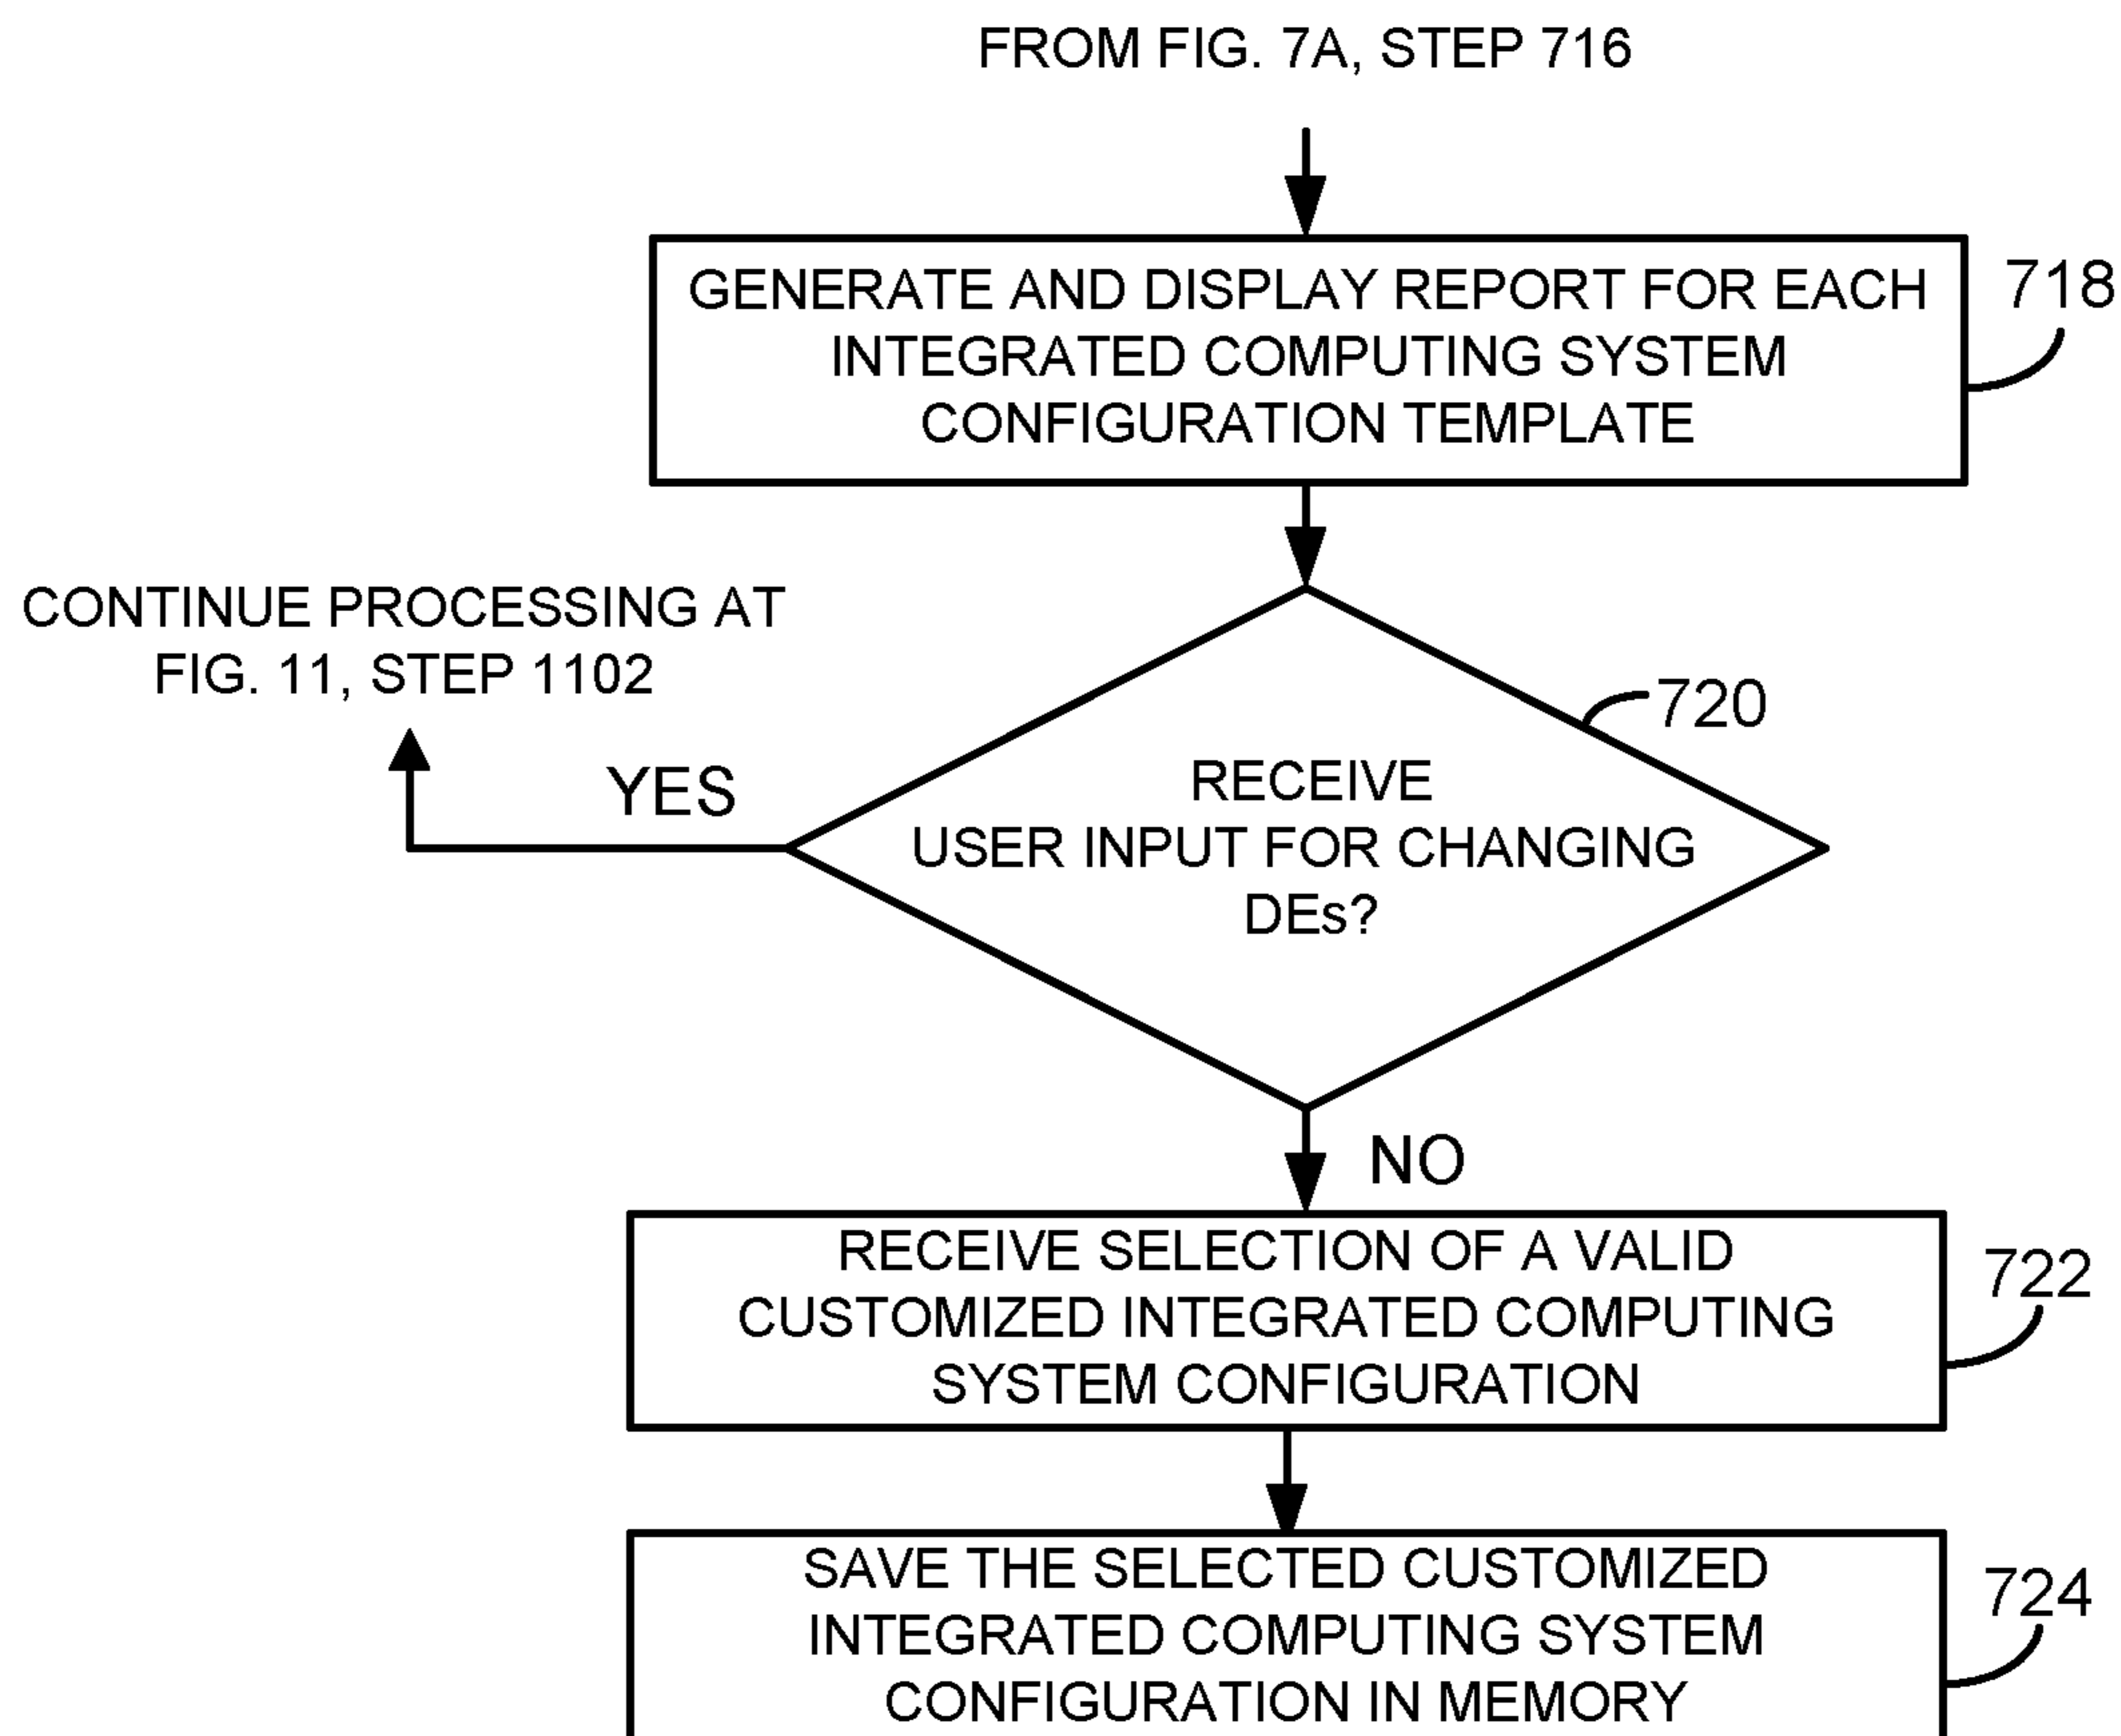 FROM FIG. 7A, STEP 716
GENERATE AND DISPLAY REPORT FOR EACH
INTEGRATED COMPUTING SYSTEM
CONFIGURATION TEMPLATE
718
CONTINUE PROCESSING AT
FIG. 11, STEP 1102
720
YES
RECEIVE
USER INPUT FOR CHANGING
DEs?
NO
RECEIVE SELECTION OF A VALID
CUSTOMIZED INTEGRATED COMPUTING
SYSTEM CONFIGURATION
722
SAVE THE SELECTED CUSTOMIZED
INTEGRATED COMPUTING SYSTEM
CONFIGURATION IN MEMORY
724